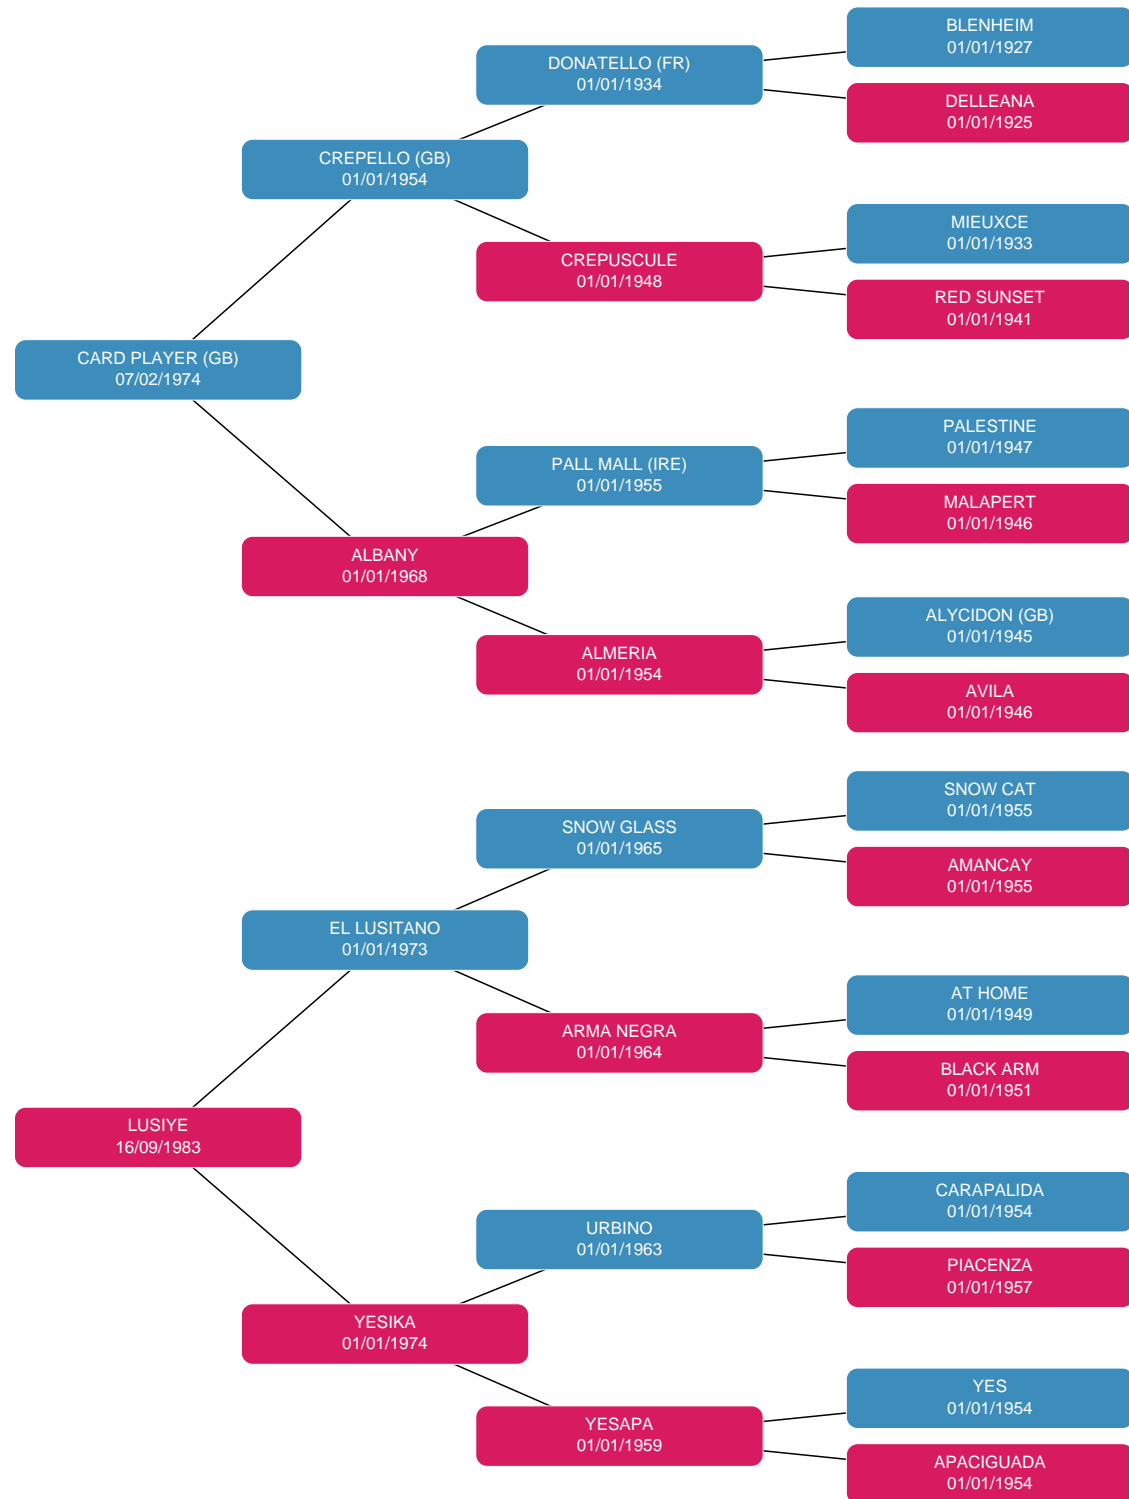 BLENHEIM
01/01/1927
DONATELLO (FR)
01/01/1934
DELLEANA
01/01/1925
CREPELLO (GB)
01/01/1954
MIEUXCE
01/01/1933
CREPUSCULE
01/01/1948
RED SUNSET
01/01/1941
CARD PLAYER (GB)
07/02/1974
PALESTINE
01/01/1947
PALL MALL (IRE)
01/01/1955
MALAPERT
01/01/1946
ALBANY
01/01/1968
ALYCIDON (GB)
01/01/1945
ALMERIA
01/01/1954
AVILA
01/01/1946
SNOW CAT
01/01/1955
SNOW GLASS
01/01/1965
AMANCAY
01/01/1955
EL LUSITANO
01/01/1973
AT HOME
01/01/1949
ARMA NEGRA
01/01/1964
BLACK ARM
01/01/1951
LUSIYE
16/09/1983
CARAPALIDA
01/01/1954
URBINO
01/01/1963
PIACENZA
01/01/1957
YESIKA
01/01/1974
YES
01/01/1954
YESAPA
01/01/1959
APACIGUADA
01/01/1954